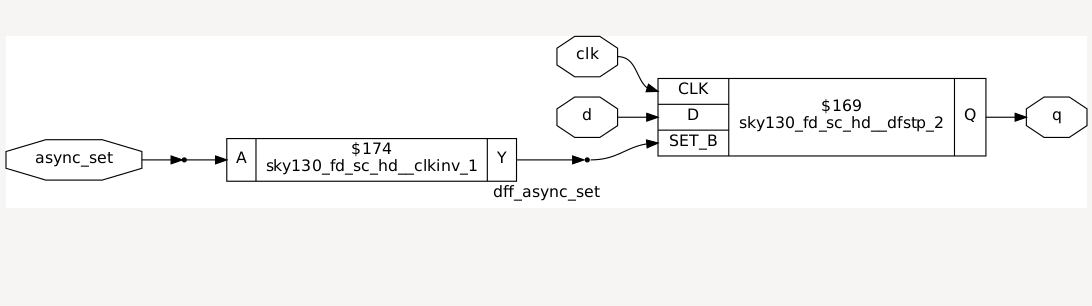 clk
CLK
$169
sky130_fd_sc_hd__dfstp_2
d
D
Q
q
SET_B
async_set
A
$174
sky130_fd_sc_hd__clkinv_1
Y
dff_async_set